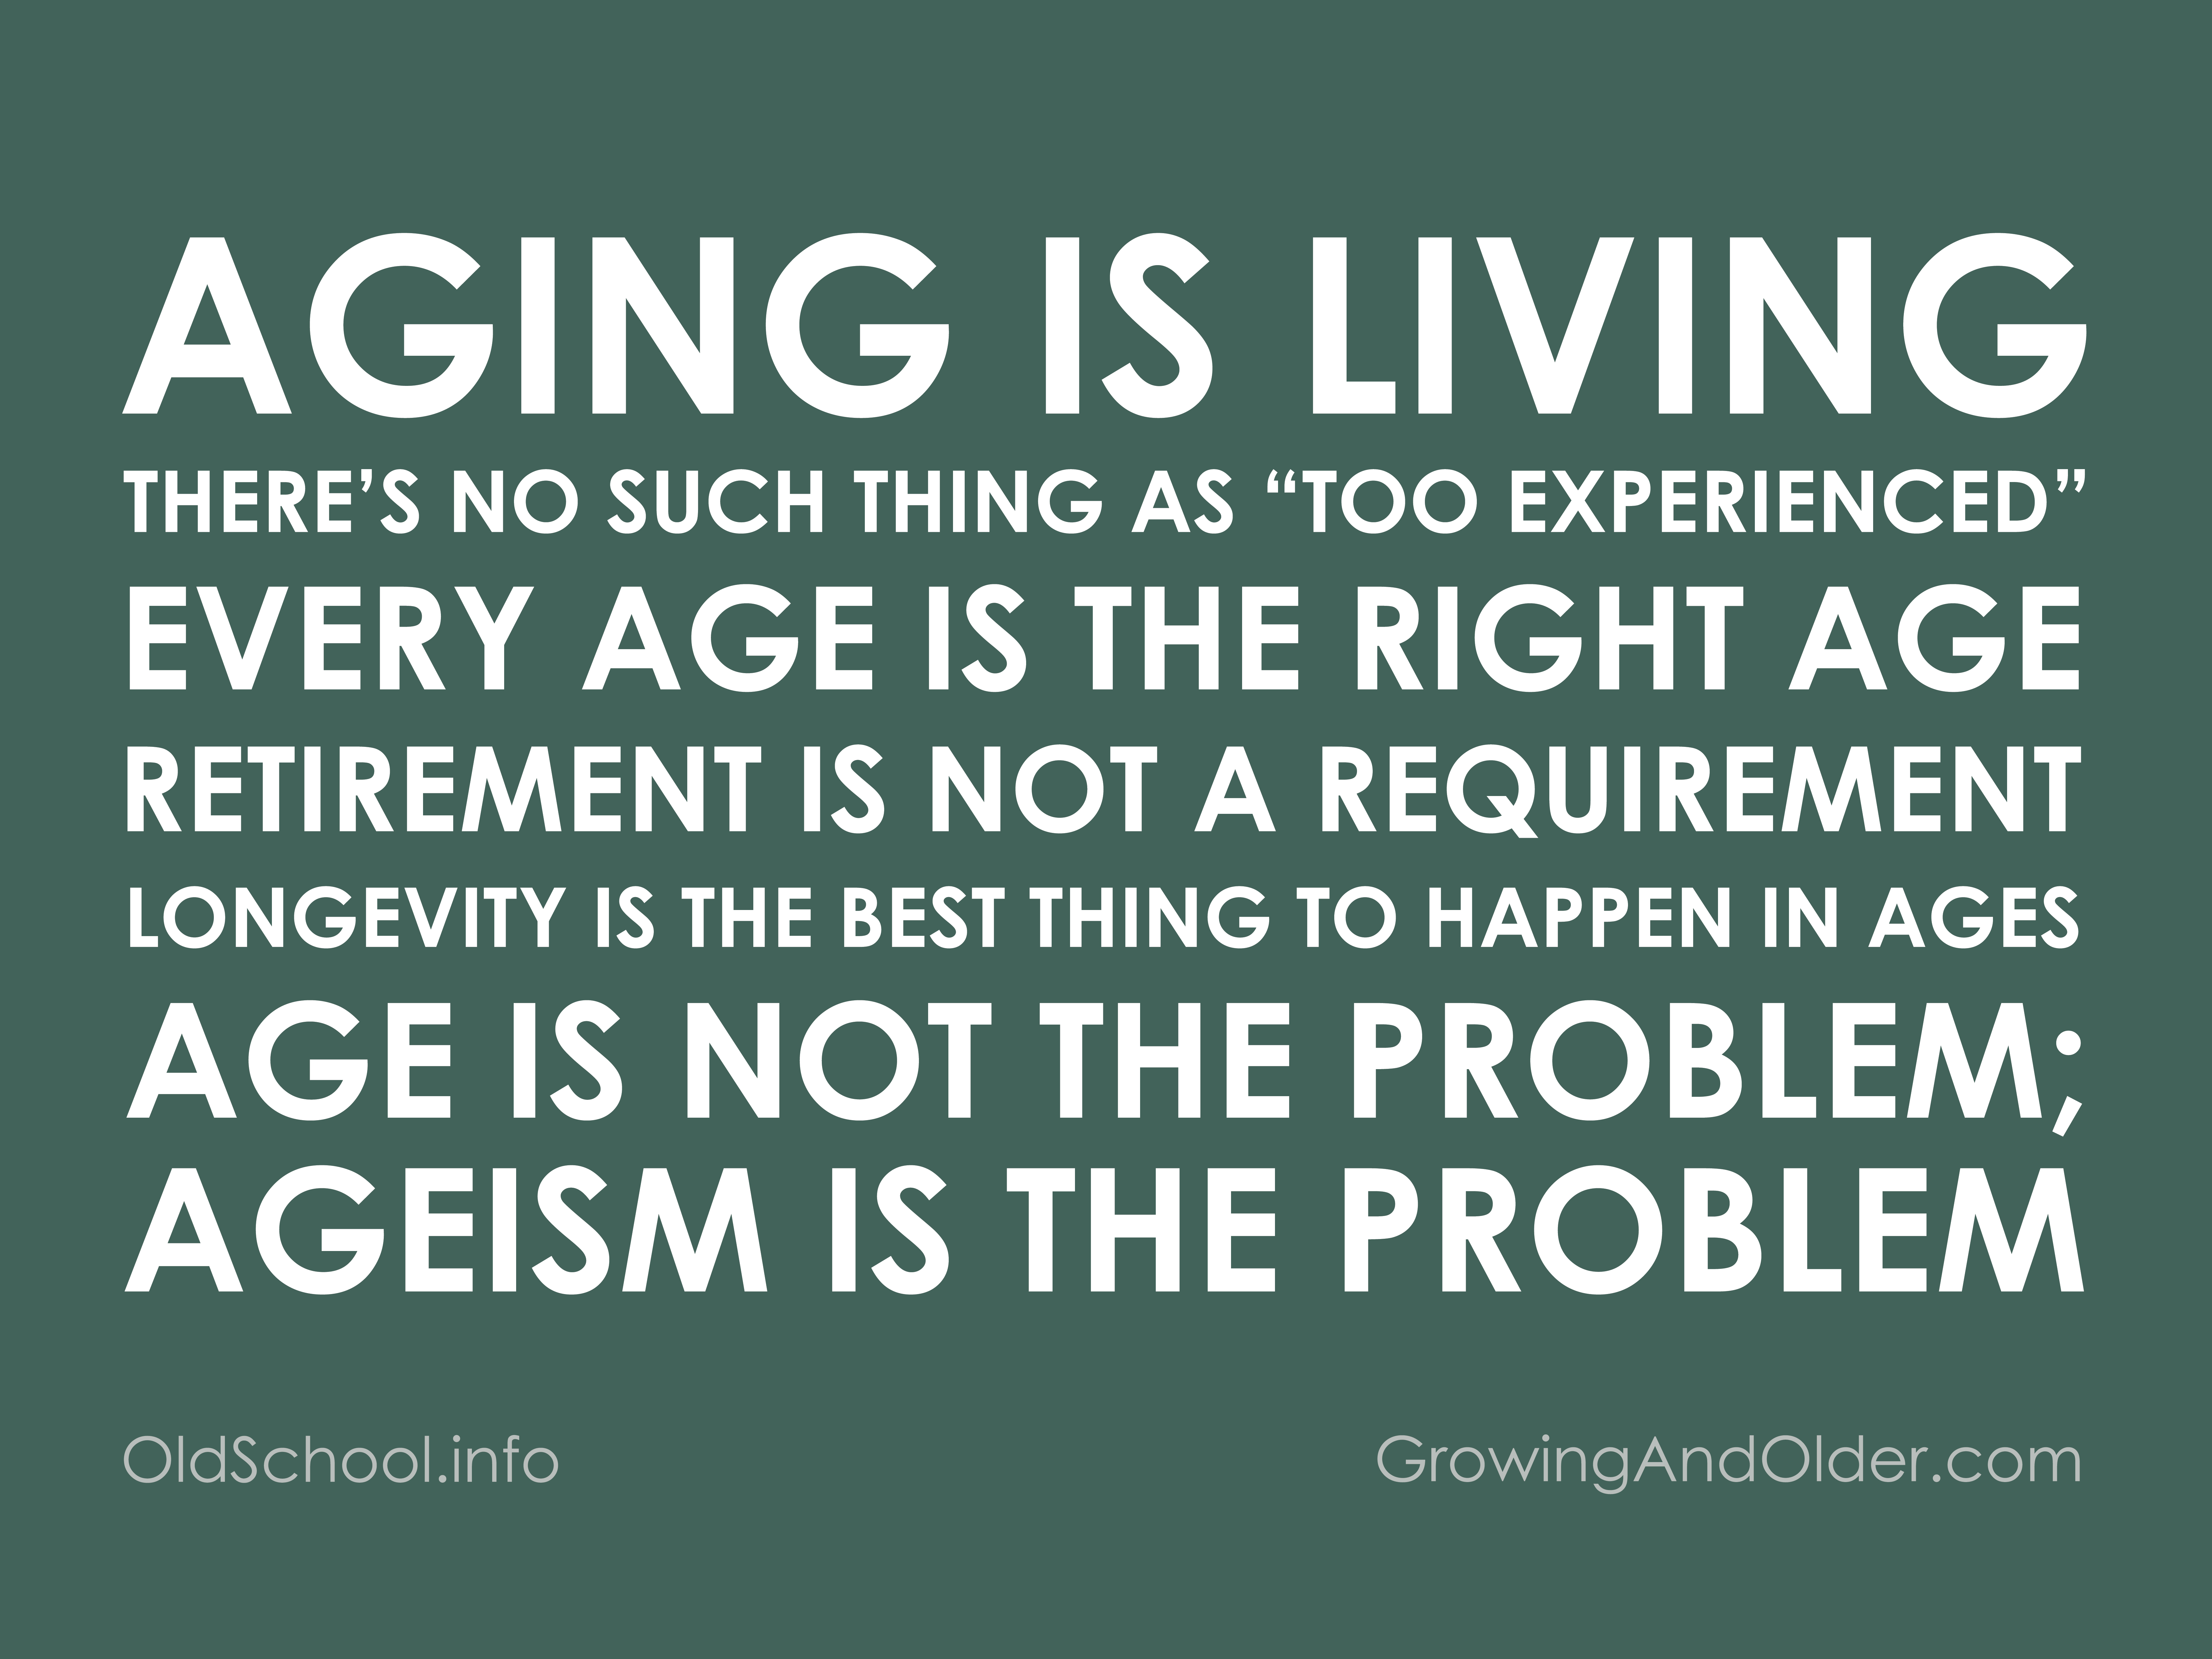 AGING IS LIVING
THERE’S NO SUCH THING AS “TOO EXPERIENCED”
EVERY AGE IS THE RIGHT AGE
RETIREMENT IS NOT A REQUIREMENT
LONGEVITY IS THE BEST THING TO HAPPEN IN AGES
AGE IS NOT THE PROBLEM;
AGEISM IS THE PROBLEM
OldSchool.info
GrowingAndOlder.com